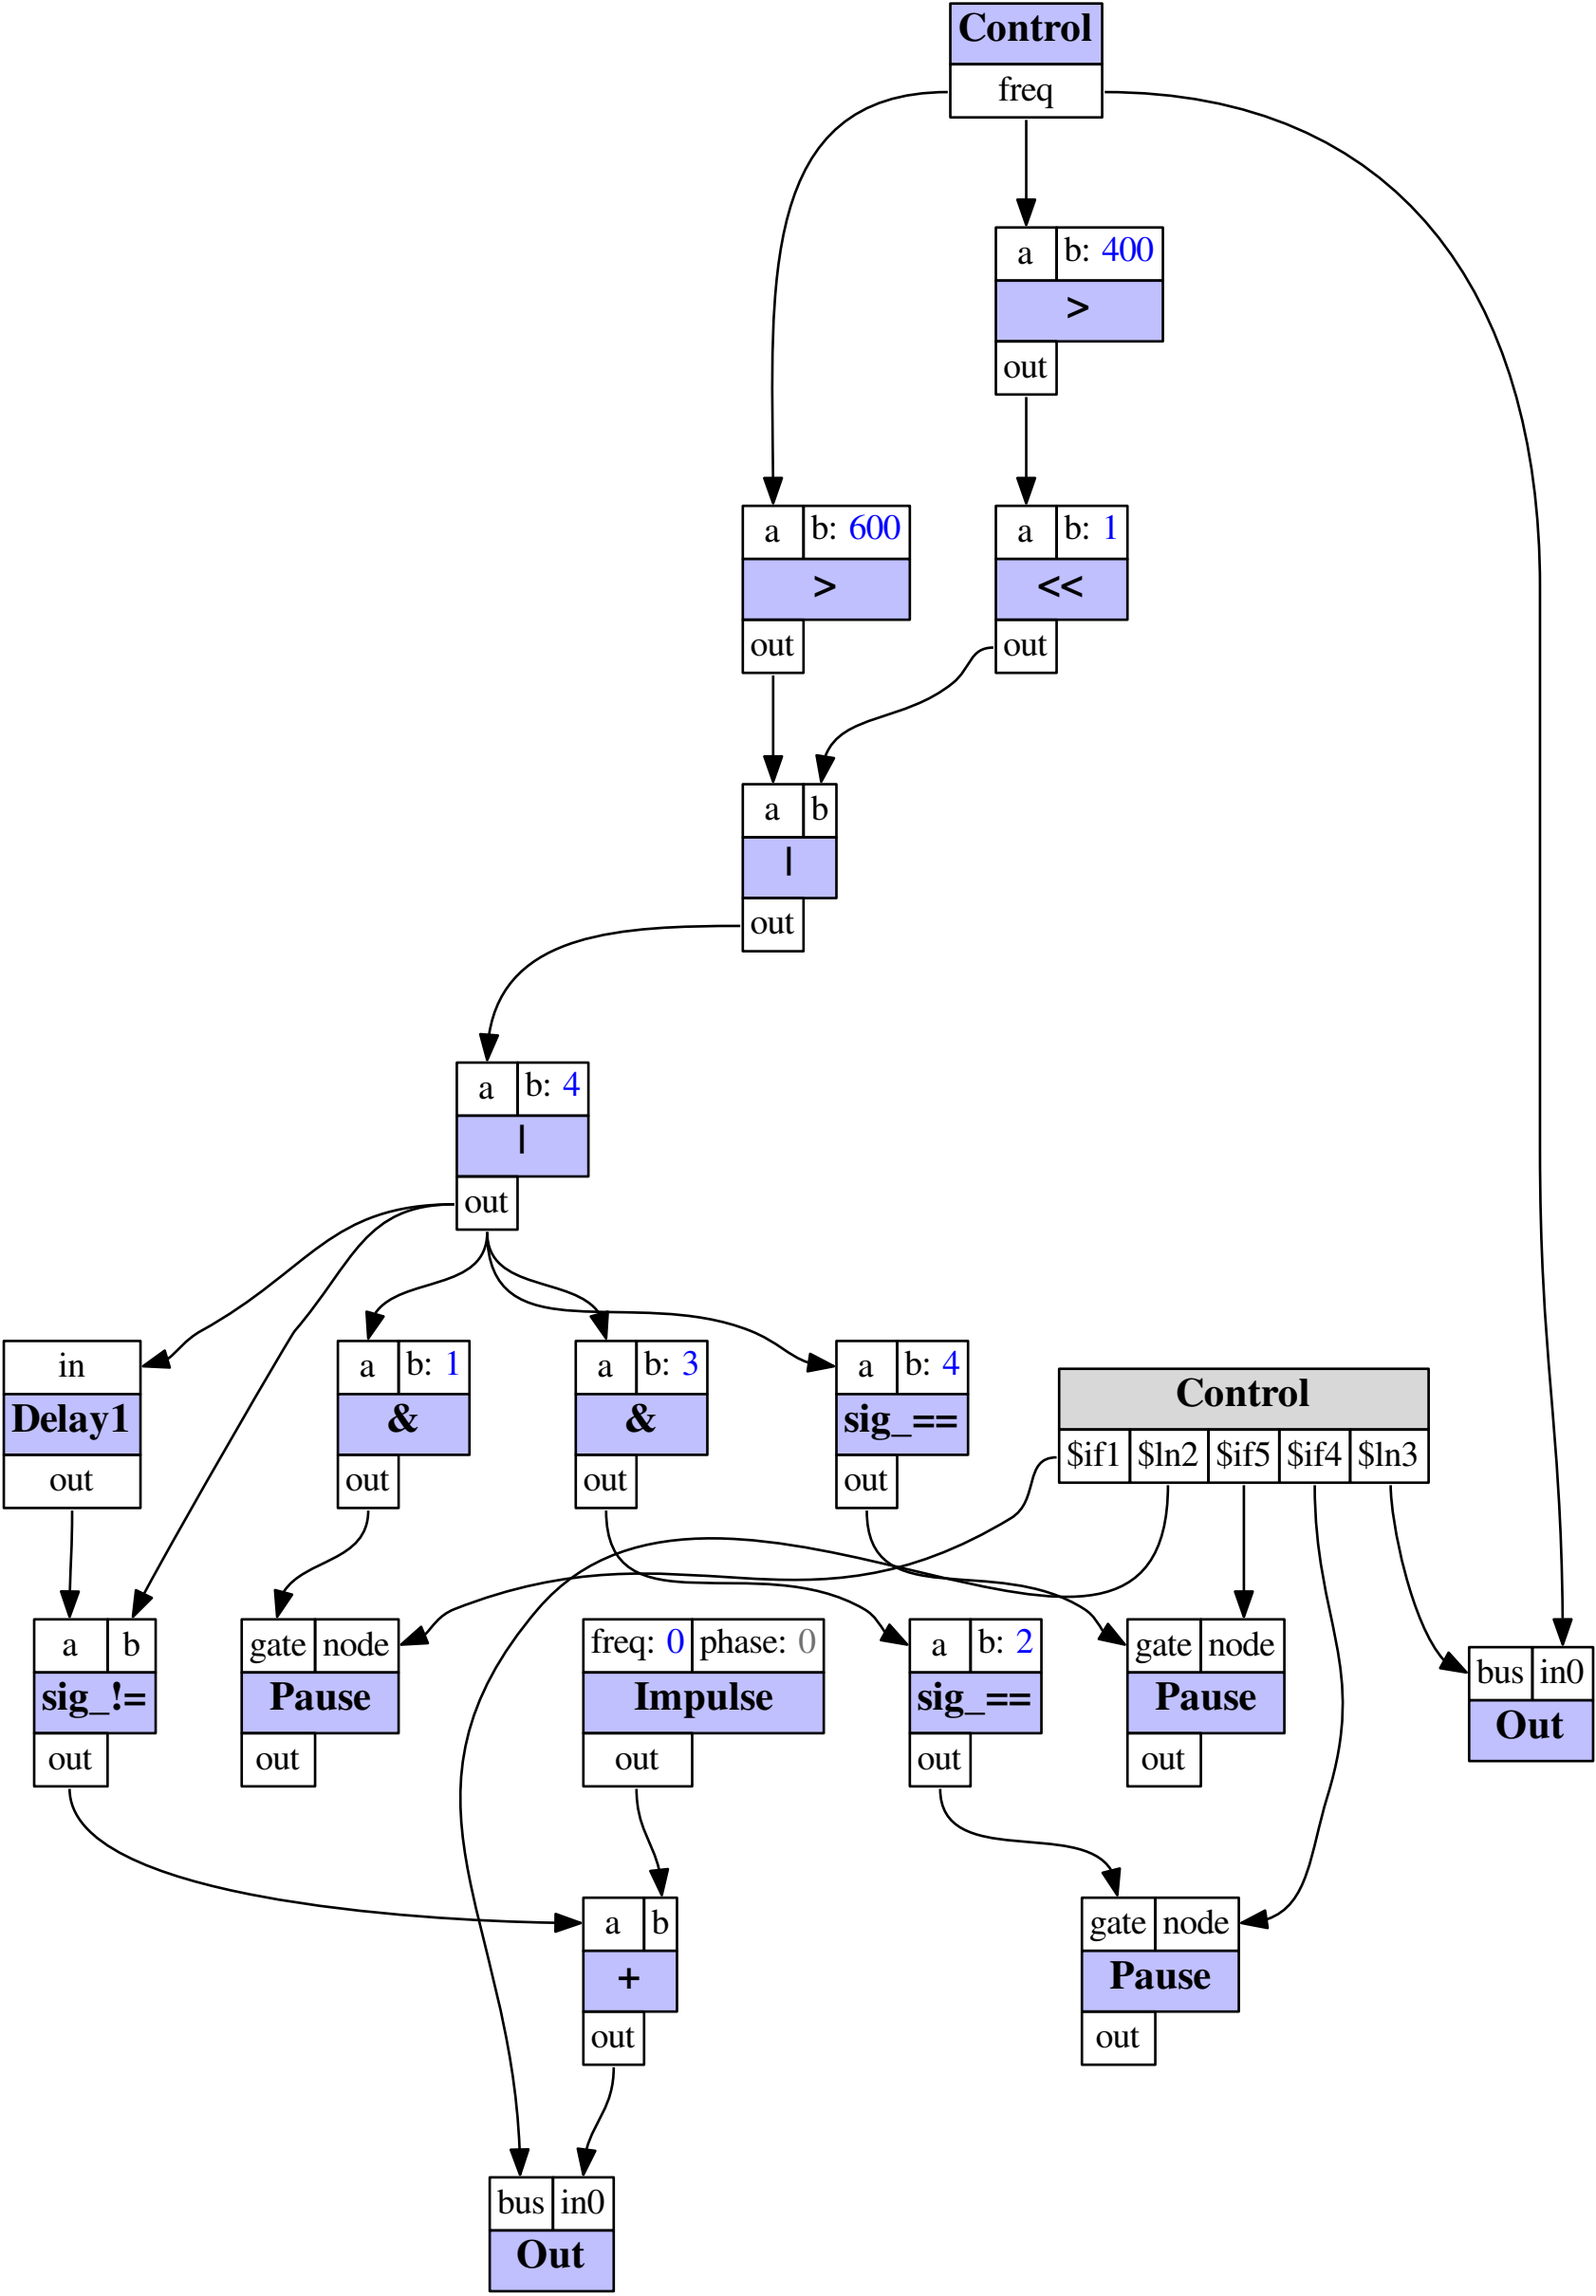 Control
freq
a b: 400
>
out
a b: 600
>
out
a b: 1
<<
out
a b
|
out
a b: 4
|
out
in
Delay1
out
a b: 1
&
out
a b: 3
&
out
a b: 4
sig_==
out
Control
$if1 $ln2 $if5 $if4 $ln3
a b
sig_!=
out
gate node
Pause
out
freq: 0 phase: 0
Impulse
out
a b: 2
sig_==
out
gate node
Pause
out
bus in0
Out
a b
+
out
gate node
Pause
out
bus in0
Out